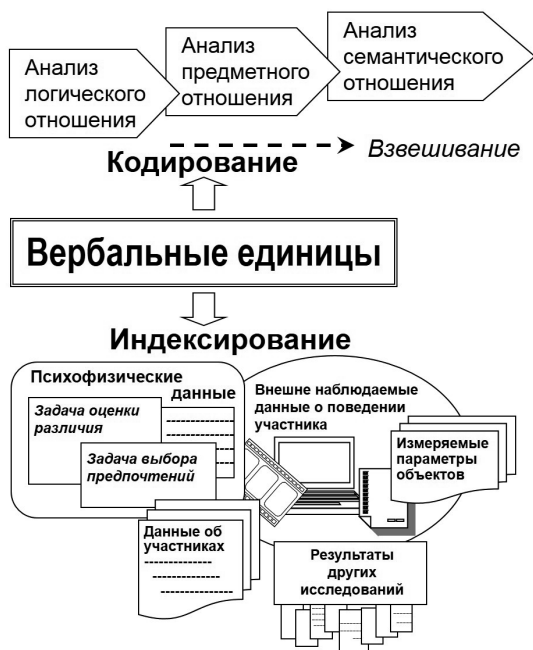 Анализ
логического
отношения
Анализ
предметного
отношения
Анализ
семантического
отношения
Кодирование
Взвешивание
Вербальные единицы
Индексирование
Психофизические
данные
Задача оценки
различия
Задача выбора
предпочтений
Данные об
участниках
Внешне наблюдаемые
данные о поведении
участника
Измеряемые
параметры
объектов
Результаты
других
исследований